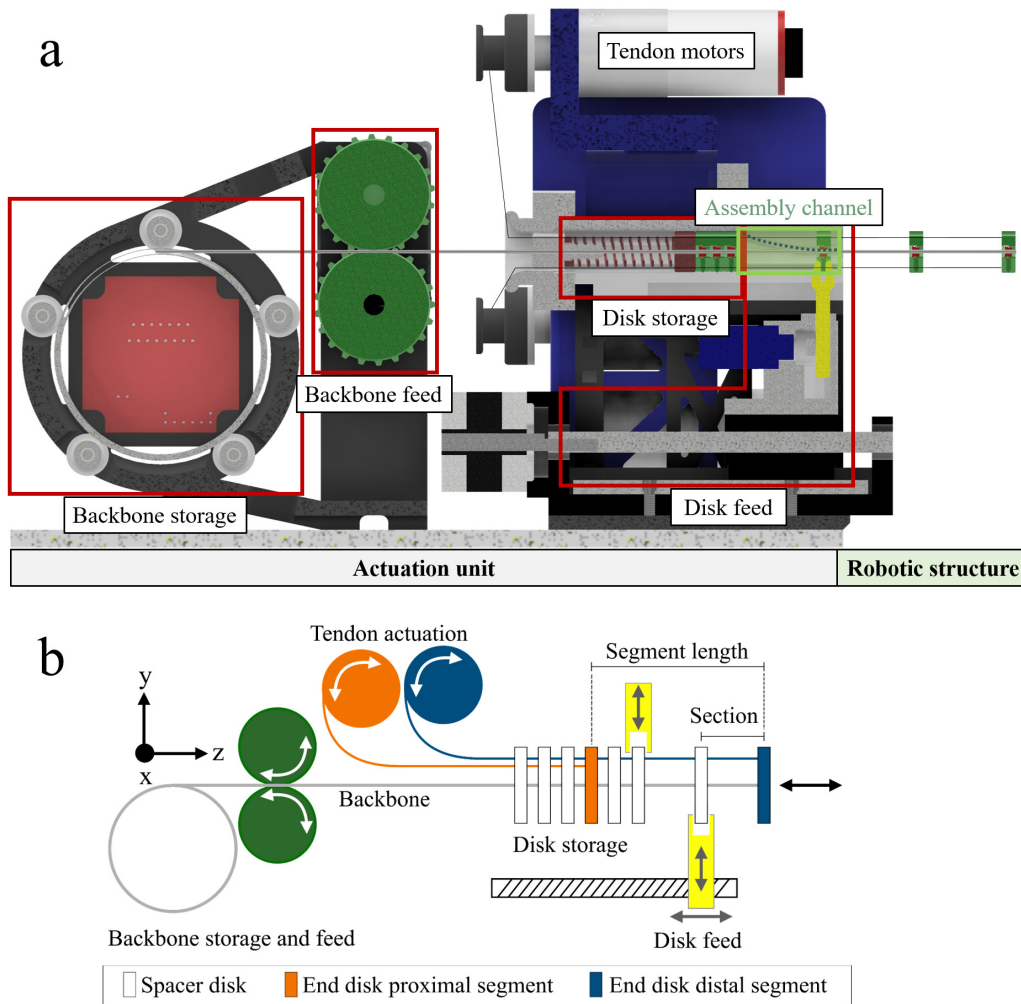 a
Tendon motors
Assembly channel
Disk storage
Backbone feed
Backbone storage
Disk feed
Actuation unit
Robotic structure
b
Tendon actuation
Segment length
y
Section
z
x
Backbone
Disk storage
Backbone storage and feed
Disk feed
Spacer disk
End disk proximal segment
End disk distal segment